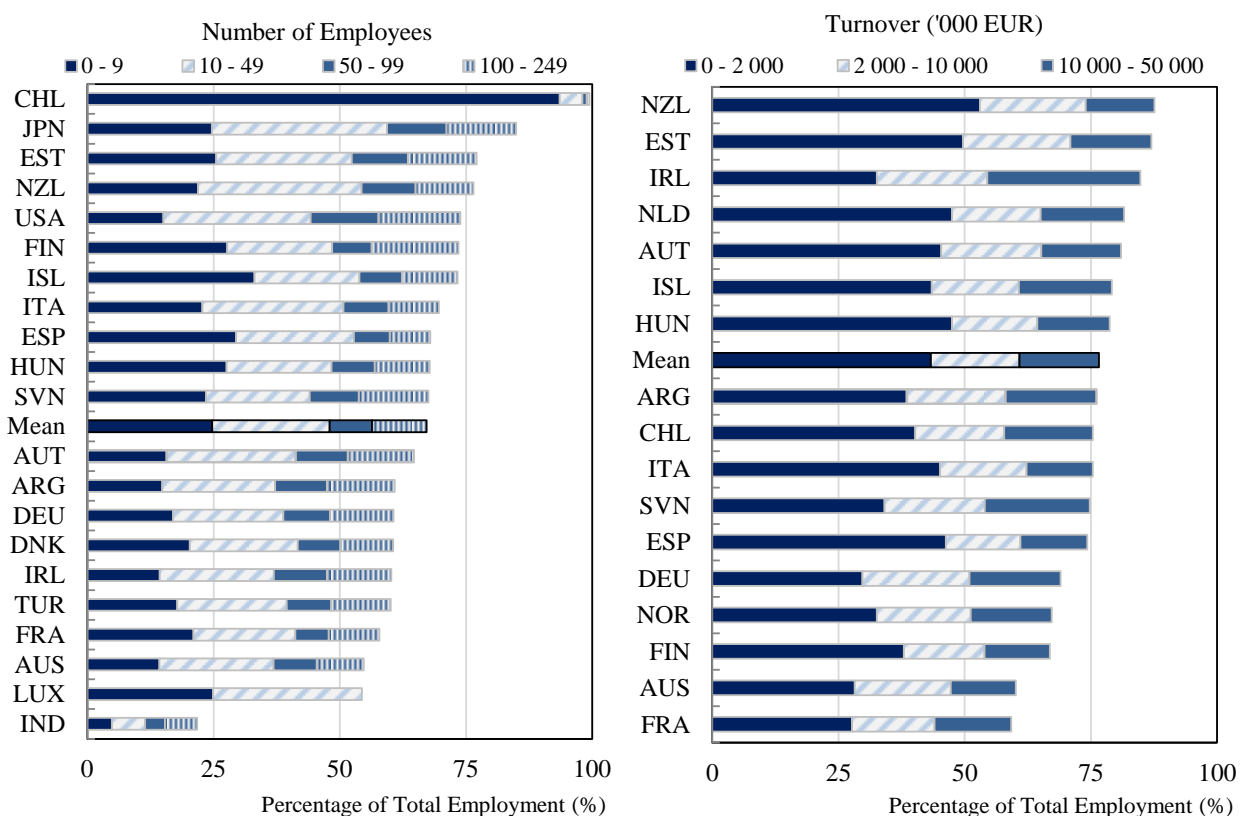 Number of Employees
0 - 9 10 - 49 50 - 99 100 - 249
CHL
JPN
EST
NZL
USA
FIN
ISL
ITA
ESP
HUN
SVN
Mean
AUT
ARG
DEU
DNK
IRL
TUR
FRA
AUS
LUX
IND
0 25 50 75 100
Percentage of Total Employment (%)
Turnover ('000 EUR)
0 - 2 000 2 000 - 10 000 10 000 - 50 000
NZL
EST
IRL
NLD
AUT
ISL
HUN
Mean
ARG
CHL
ITA
SVN
ESP
DEU
NOR
FIN
AUS
FRA
0 25 50 75 100
Percentage of Total Employment (%)